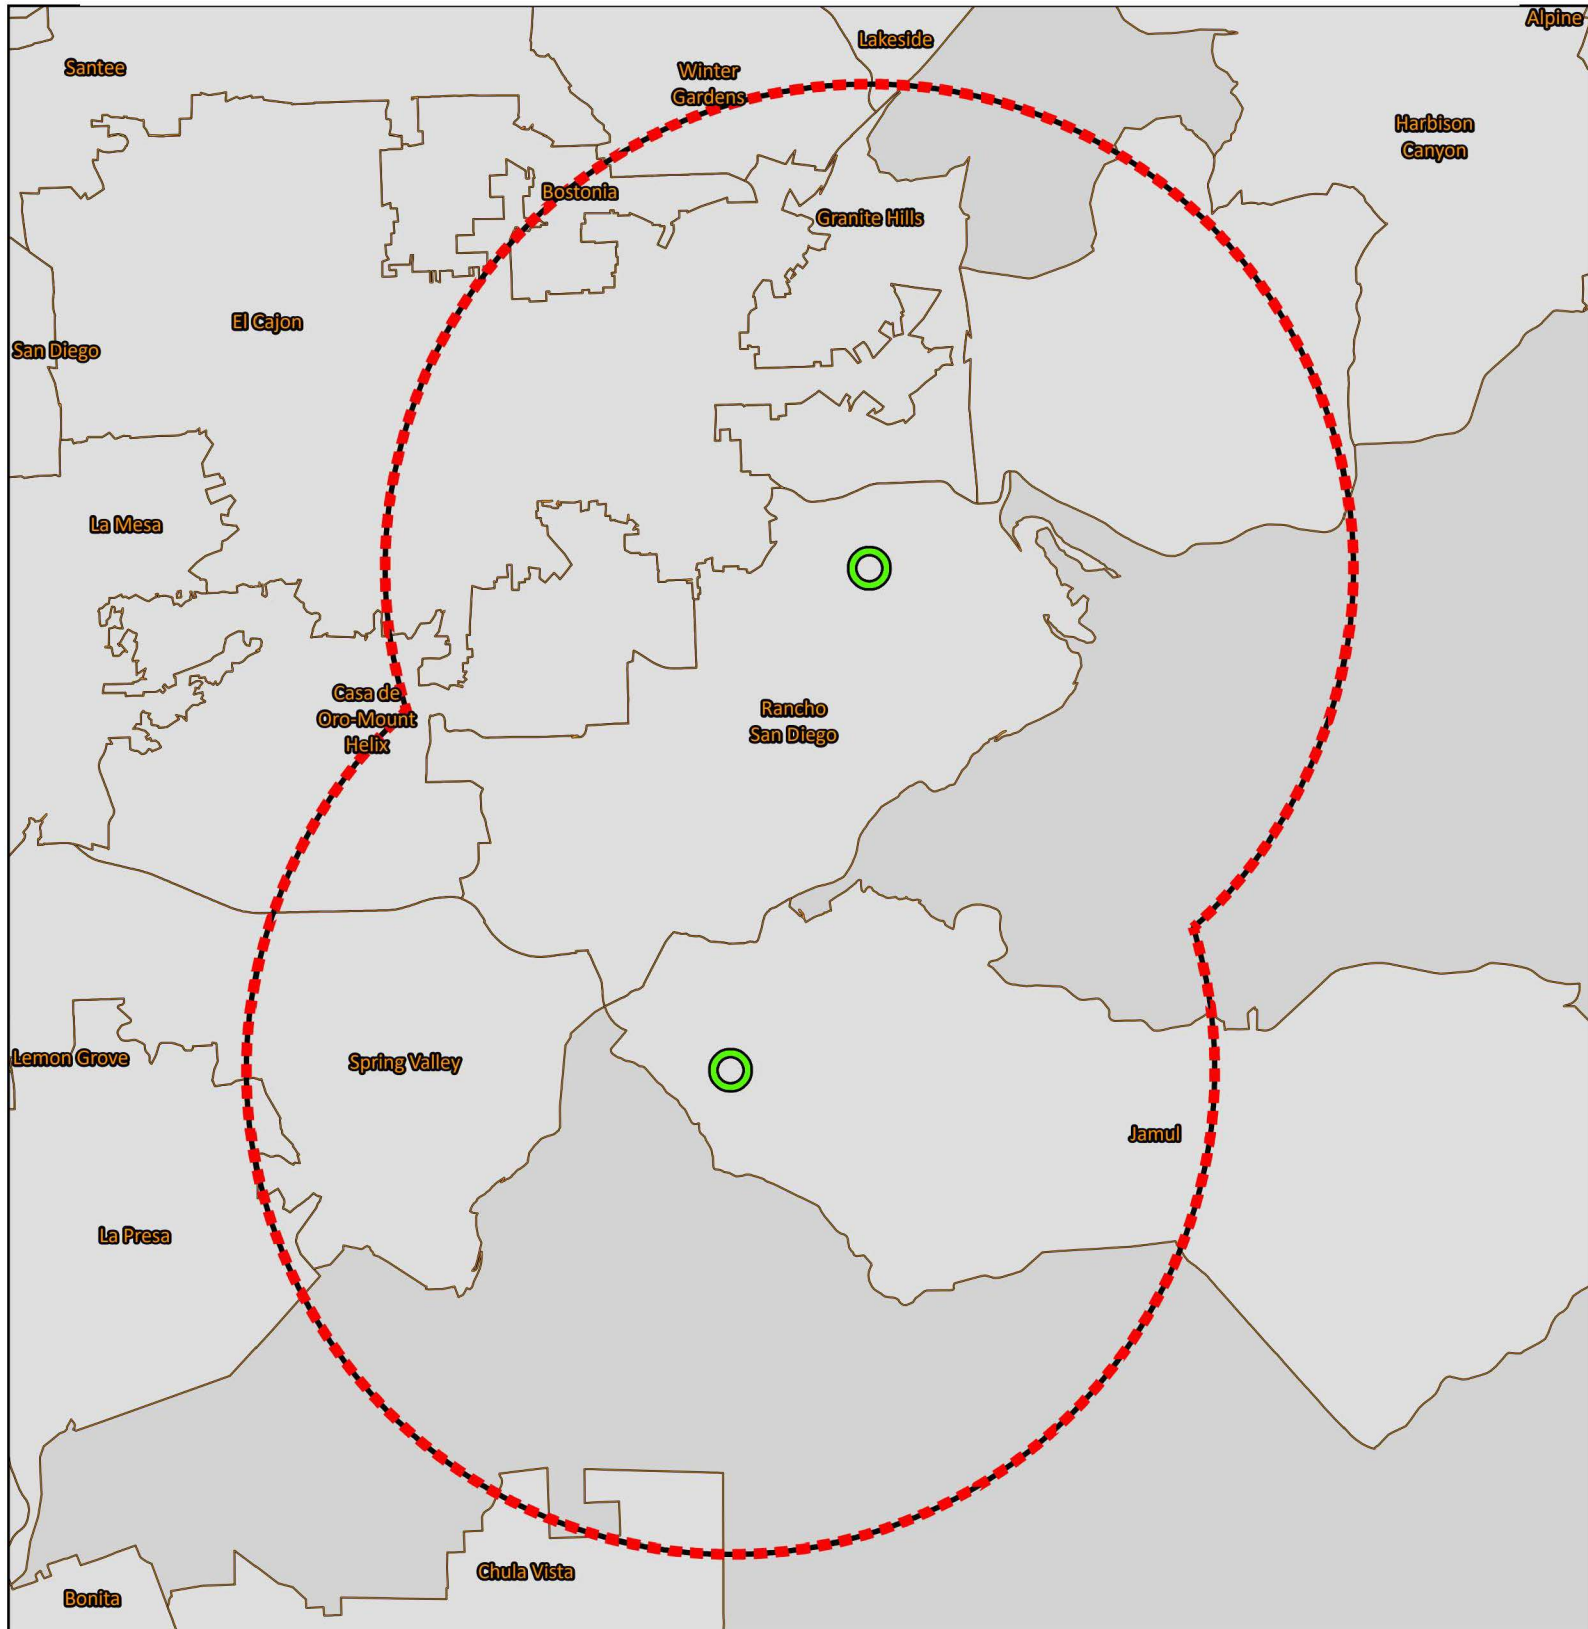 Alpine
Lakeside
Santee
Winter
Gardens
Harbison
Canyon
Bostonia
Granite Hills
El Cajon
San Diego
La Mesa
Casa de
Oro-Mount
Helix
Rancho
San Diego
Lemon Grove
Spring Valley
Jamul
La Presa
Chula Vista
Bonita